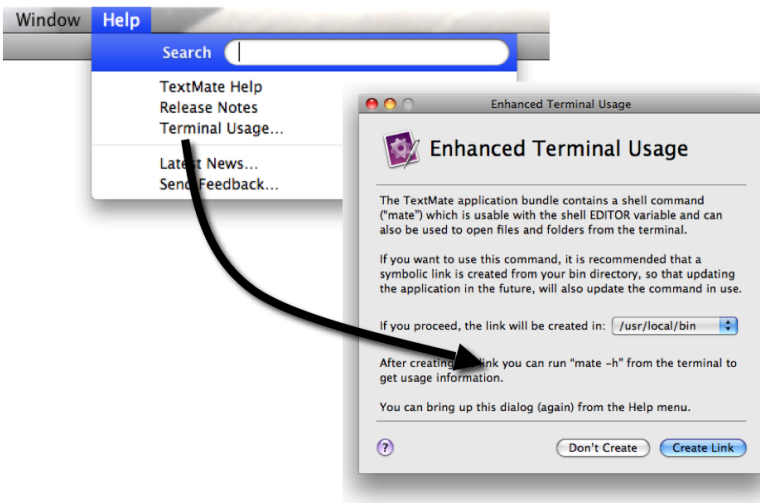 Window Help
Search
TextMate Help
Release Notes
Terminal Usage...
Latest News...
Send Feedback...
Enhanced Terminal Usage
Enhanced Terminal Usage
The TextMate application bundle contains a shell command
("mate") which is usable with the shell EDITOR variable and can
also be used to open files and folders from the terminal.
If you want to use this command, it is recommended that a
symbolic link is created from your bin directory, so that updating
the application in the future, will also update the command in use.
If you proceed, the link will be created in: /usr/local/bin
After creating link you can run "mate -h" from the terminal to
get usage information.
You can bring up this dialog (again) from the Help menu.
? Don't Create Create Link